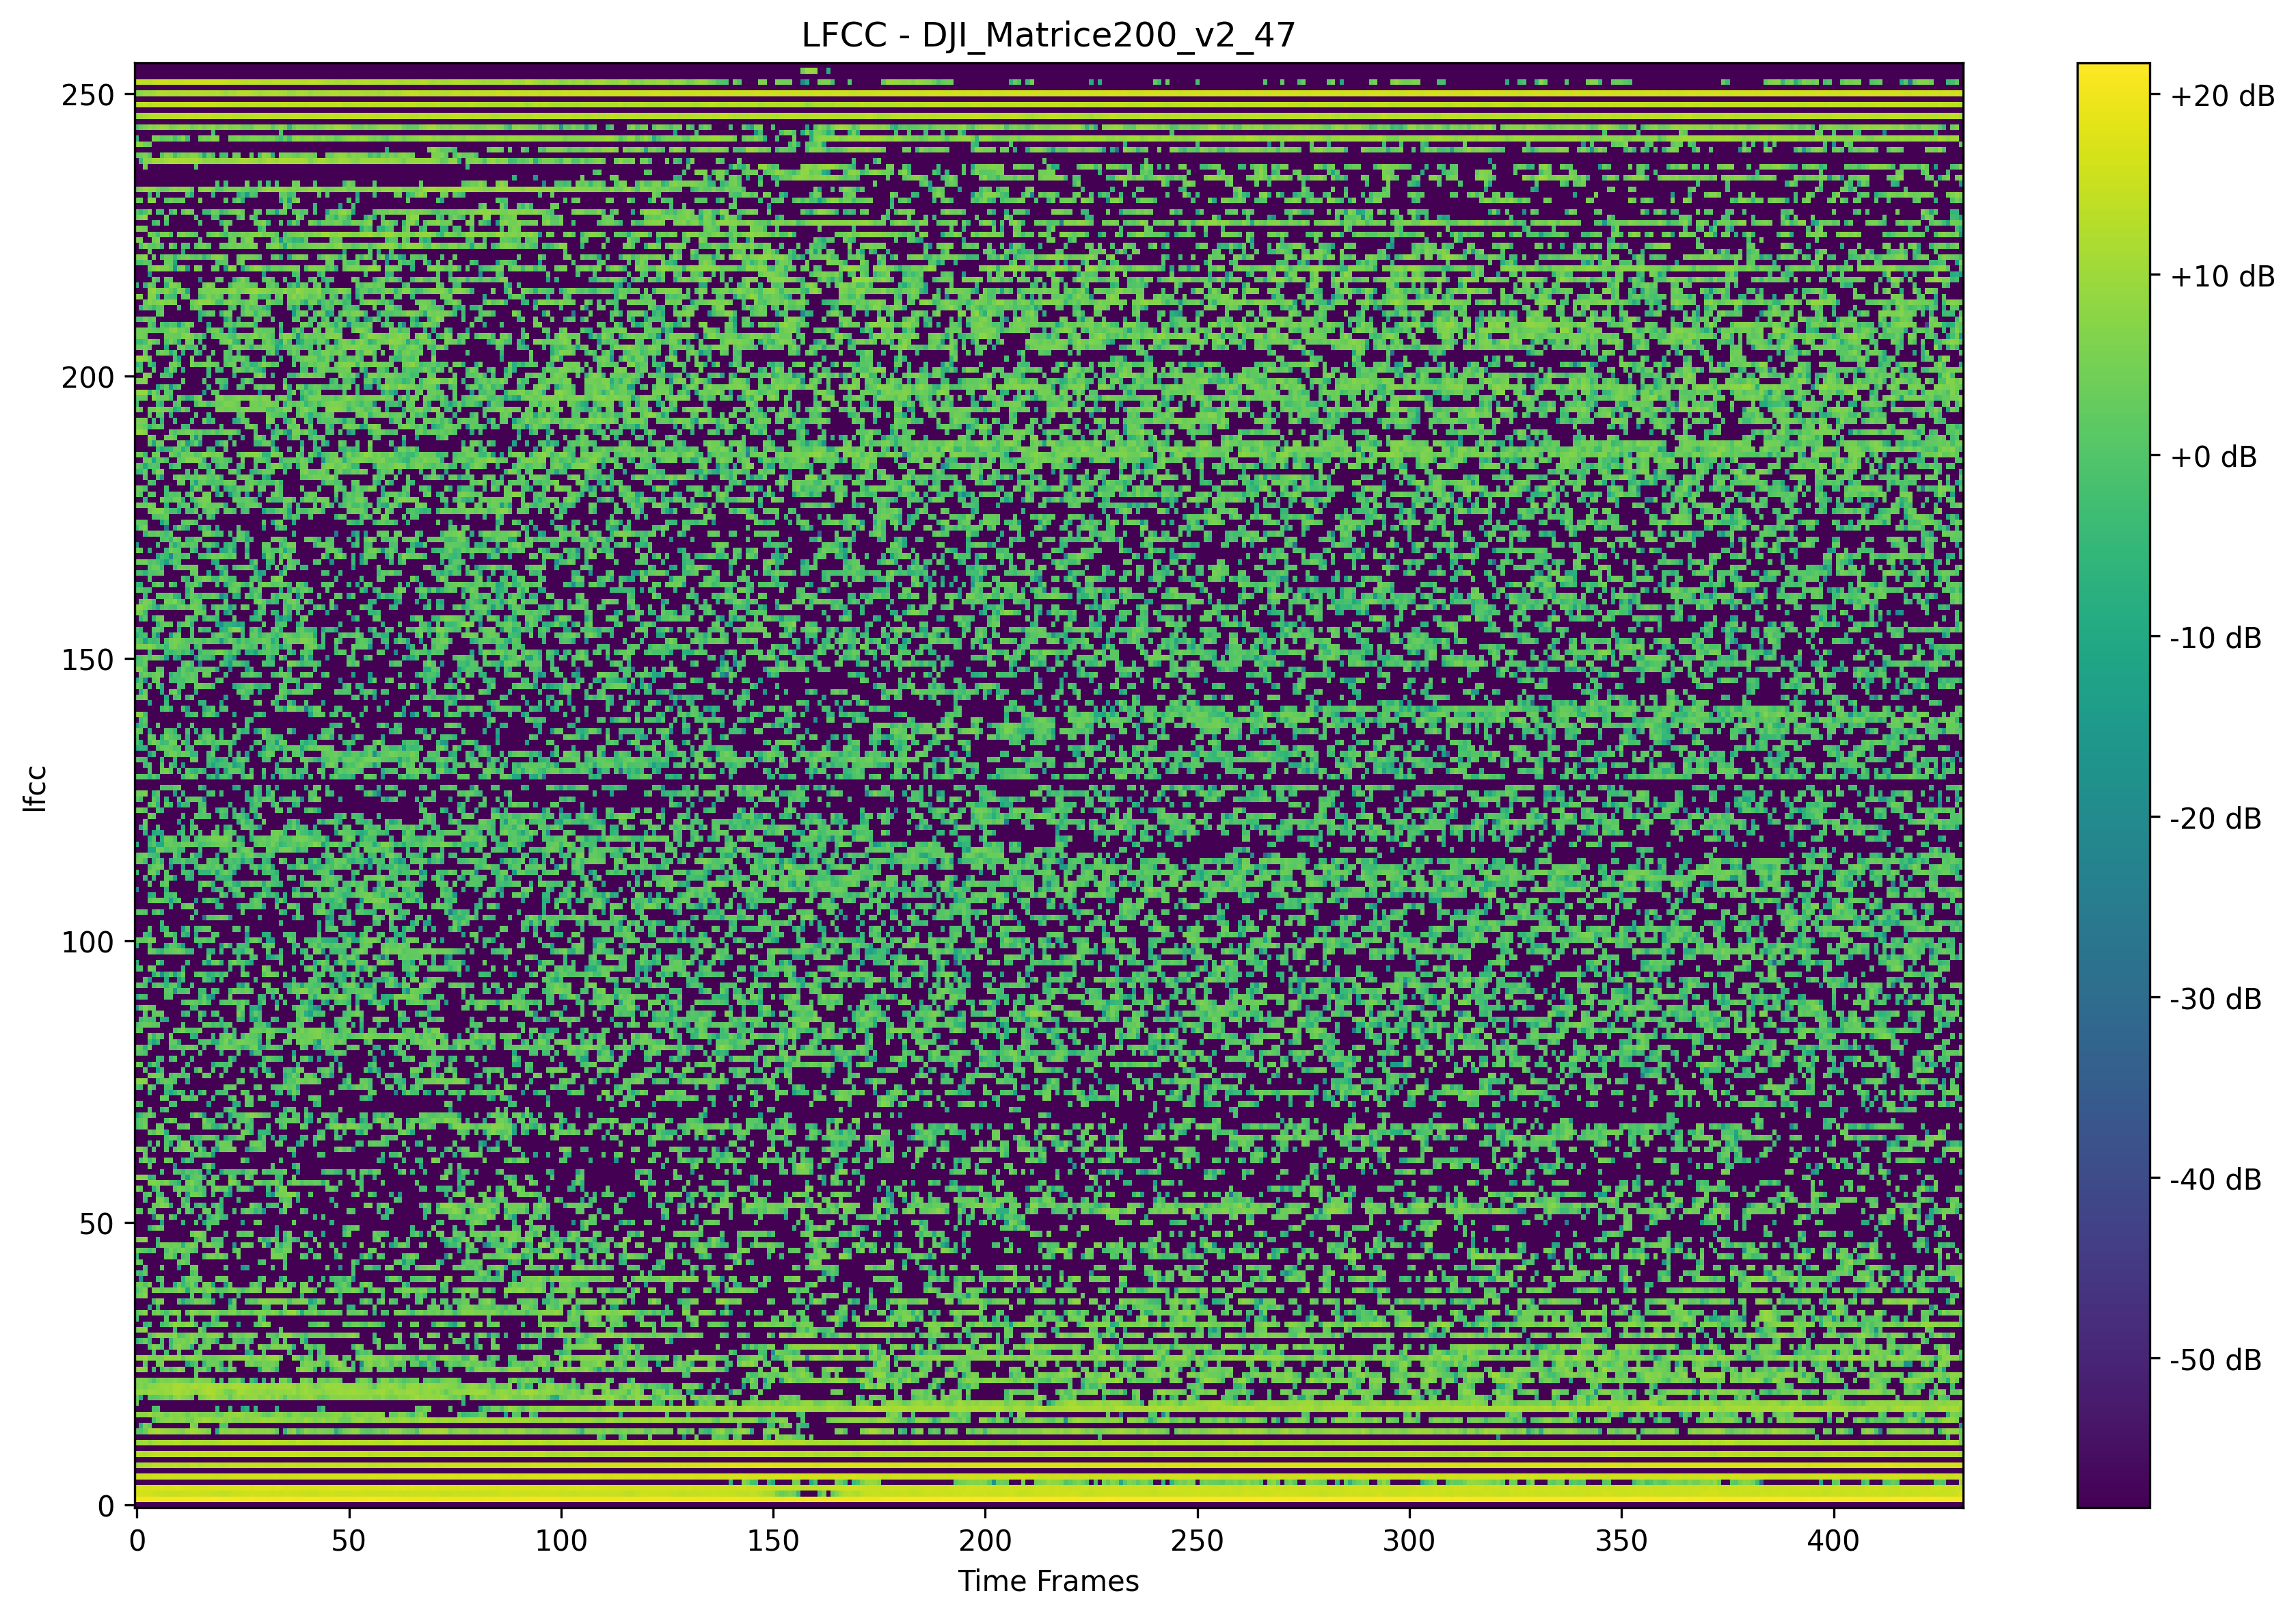 LFCC - DJI_Matrice200_v2_47
250
200
150
100
50
0
lfcc
0 50 100 150 200 250 300 350 400
Time Frames
+20 dB
+10 dB
+0 dB
-10 dB
-20 dB
-30 dB
-40 dB
-50 dB